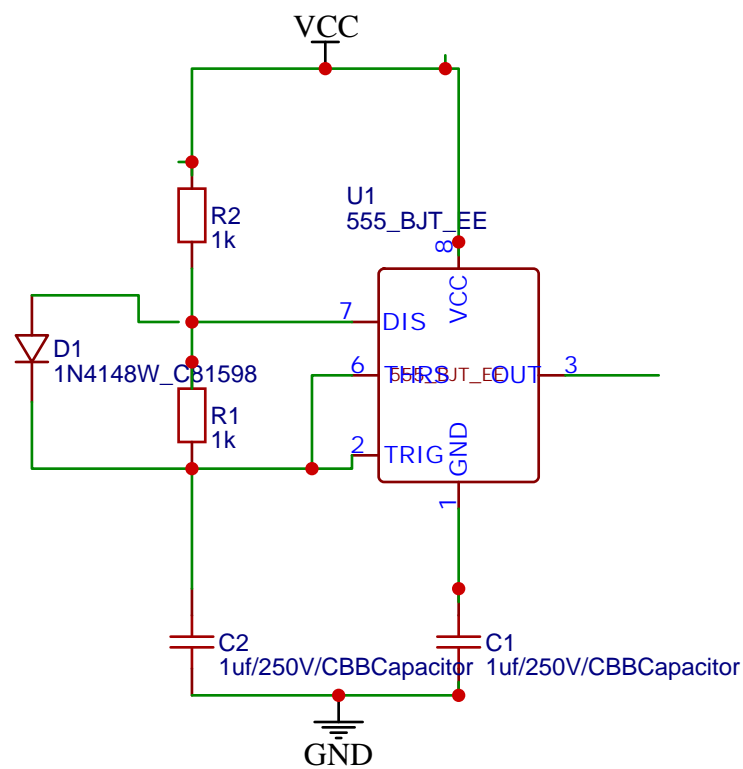 VCC
U1
555_BJT_EE
R2
1k
8
VCC
7
DIS
D1
1N4148W_C81598
6
THRS
555_BJT_EE
OUT
3
R1
1k
2
TRIG
GND
1
C2
1uf/250V/CBBCapacitor
C1
1uf/250V/CBBCapacitor
GND